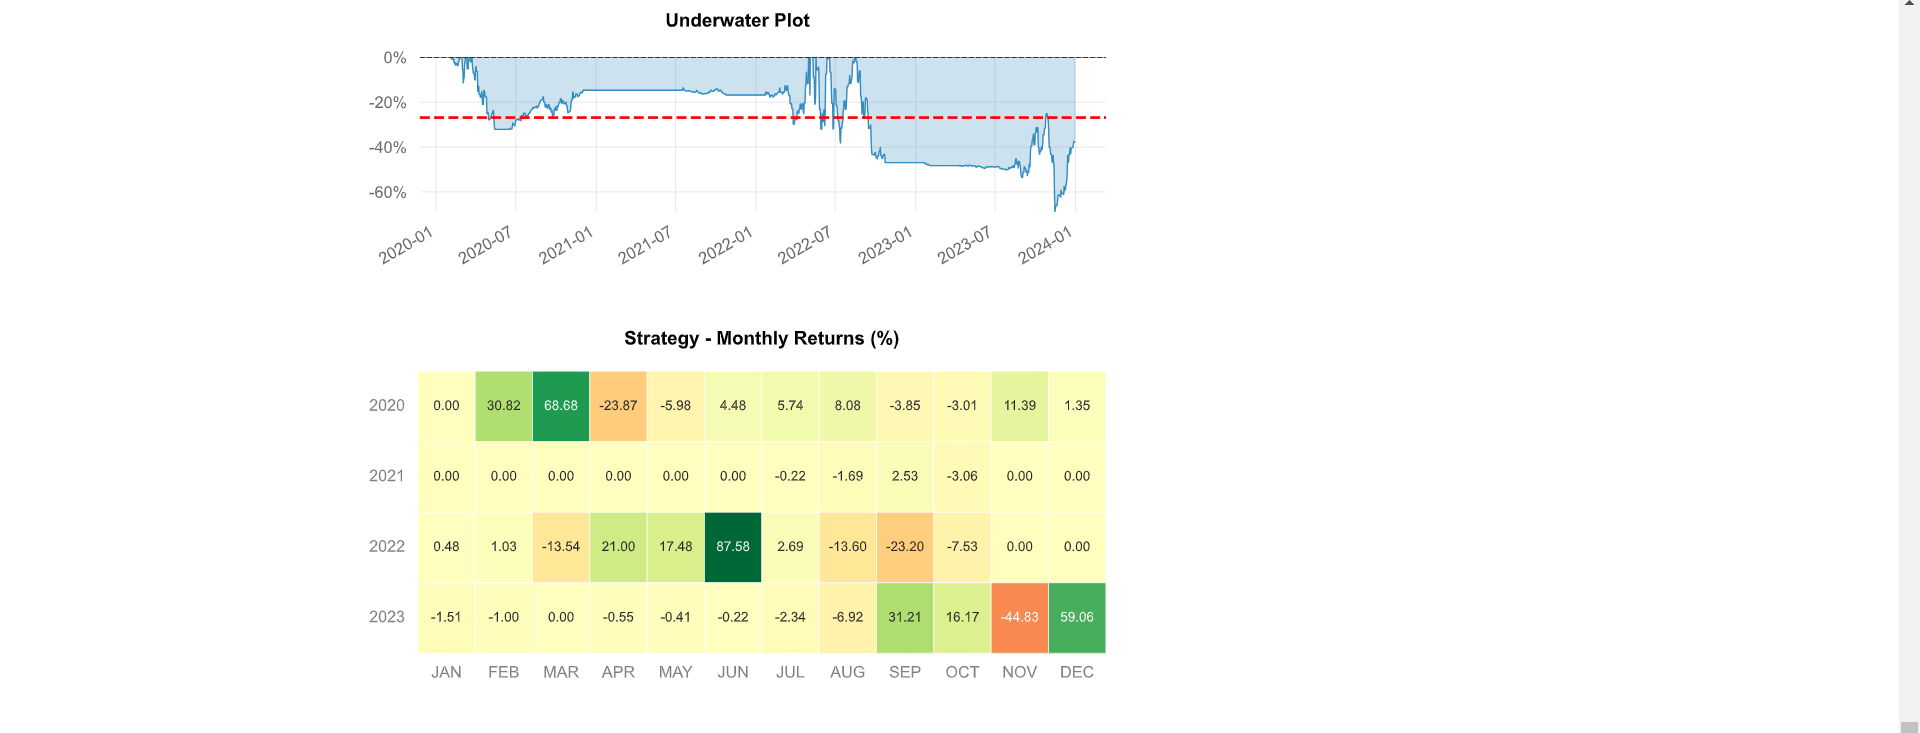 Underwater Plot
0%
-20%
-40%
-60%
2020-01 2020-07 2021-01 2021-07 2022-01 2022-07 2023-01 2023-07 2024-01
Strategy - Monthly Returns (%)
2020 0.00 30.82 68.68 -23.87 -5.98 4.48 5.74 8.08 -3.85 -3.01 11.39 1.35
2021 0.00 0.00 0.00 0.00 0.00 0.00 -0.22 -1.69 2.53 -3.06 0.00 0.00
2022 0.48 1.03 -13.54 21.00 17.48 87.58 2.69 -13.60 -23.20 -7.53 0.00 0.00
2023 -1.51 -1.00 0.00 -0.55 -0.41 -0.22 -2.34 -6.92 31.21 16.17 -44.83 59.06
JAN FEB MAR APR MAY JUN JUL AUG SEP OCT NOV DEC